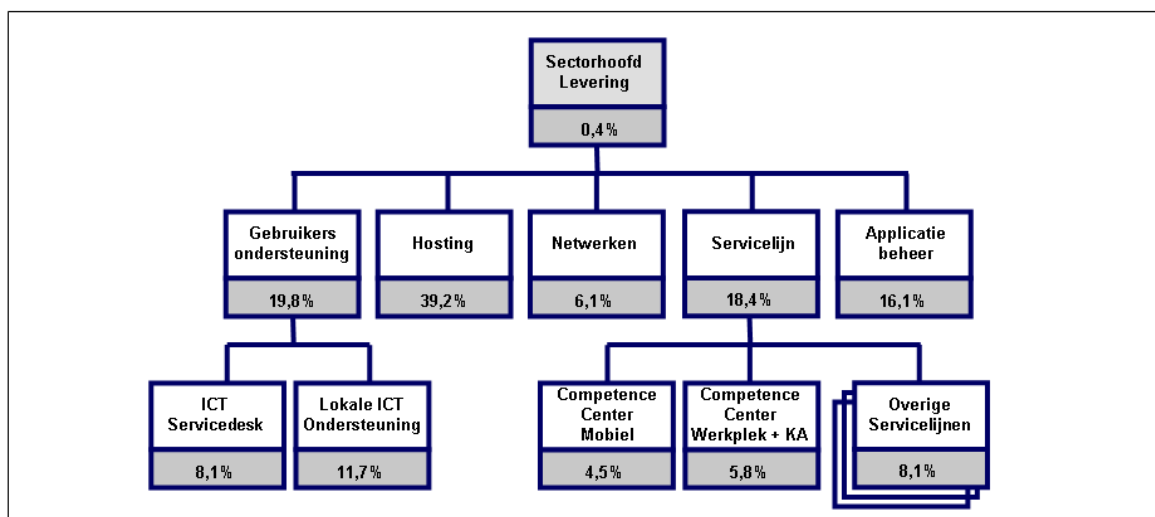 Sectorhoofd
Levering
0,4%
Gebruikers
ondersteuning
19,8%
Hosting
39,2%
Netwerken
6,1%
Servicelijn
18,4%
Applicatie
beheer
16,1%
ICT
Servicedesk
8,1%
Lokale ICT
Ondersteuning
11,7%
Competence
Center
Mobiel
4,5%
Competence
Center
Werkplek + KA
5,8%
Overige
Servicelijnen
8,1%